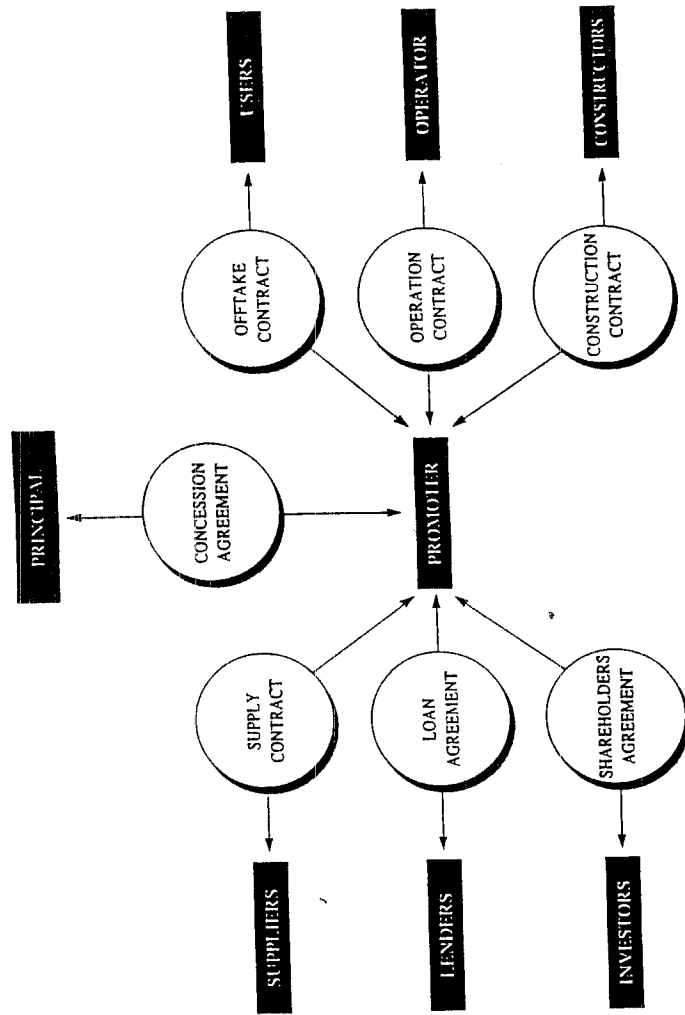 PRINCIPAL
CONCESSION
AGREEMENT
SUPPLIERS
SUPPLY
CONTRACT
OFFTAKE
CONTRACT
USERS
LENDERS
LOAN
AGREEMENT
PROMOTER
OPERATION
CONTRACT
OPERATOR
INVESTORS
SHAREHOLDERS
AGREEMENT
CONSTRUCTION
CONTRACT
CONSTRUCTORS